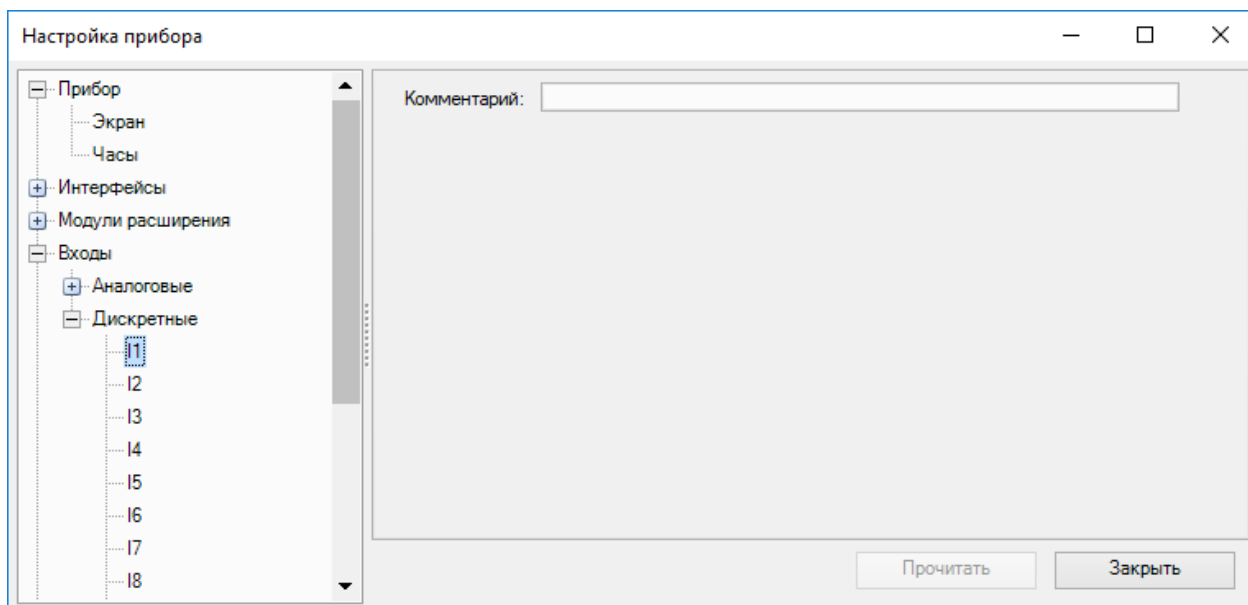 Настройка прибора
Прибор
Экран
Часы
Интерфейсы
Модули расширения
Входы
Аналоговые
Дискретные
I1
I2
I3
I4
I5
I6
I7
I8
Комментарий:
Прочитать
Закрыть